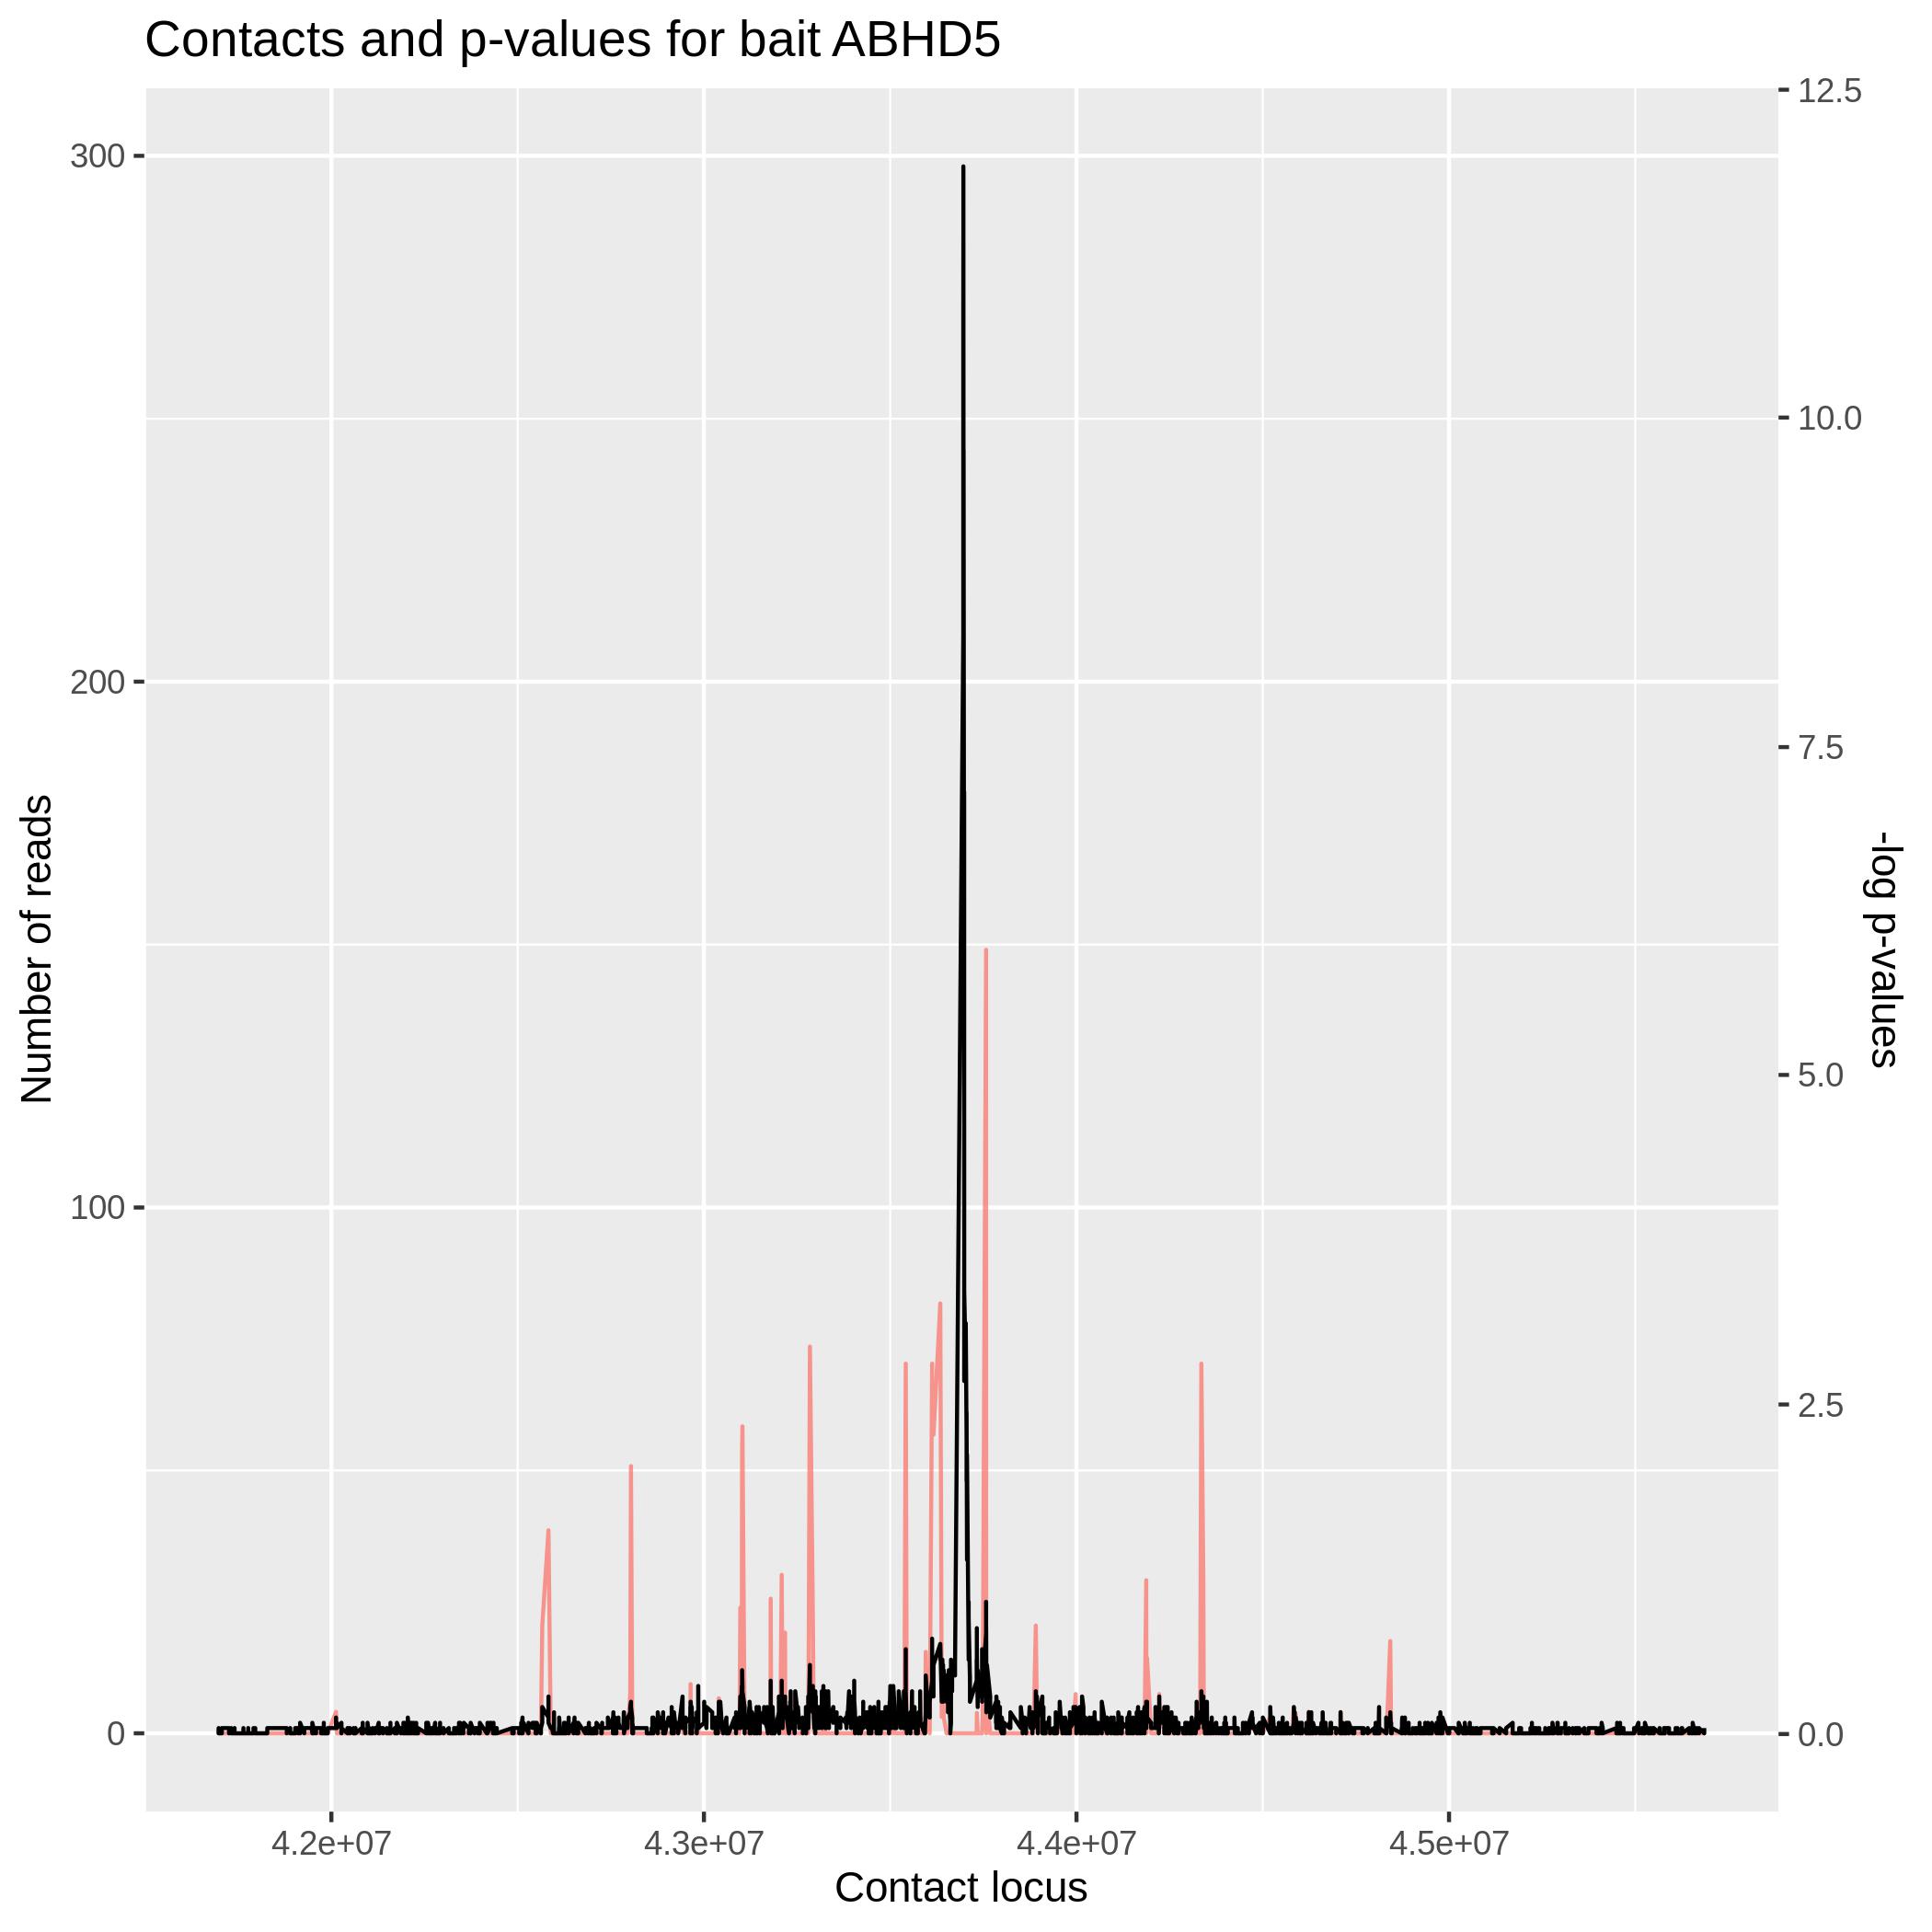 Contacts and p-values for bait ABHD5
300
200
100
0
Number of reads
12.5
10.0
7.5
5.0
2.5
0.0
-log p-values
4.2e+07
4.3e+07
4.4e+07
4.5e+07
Contact locus